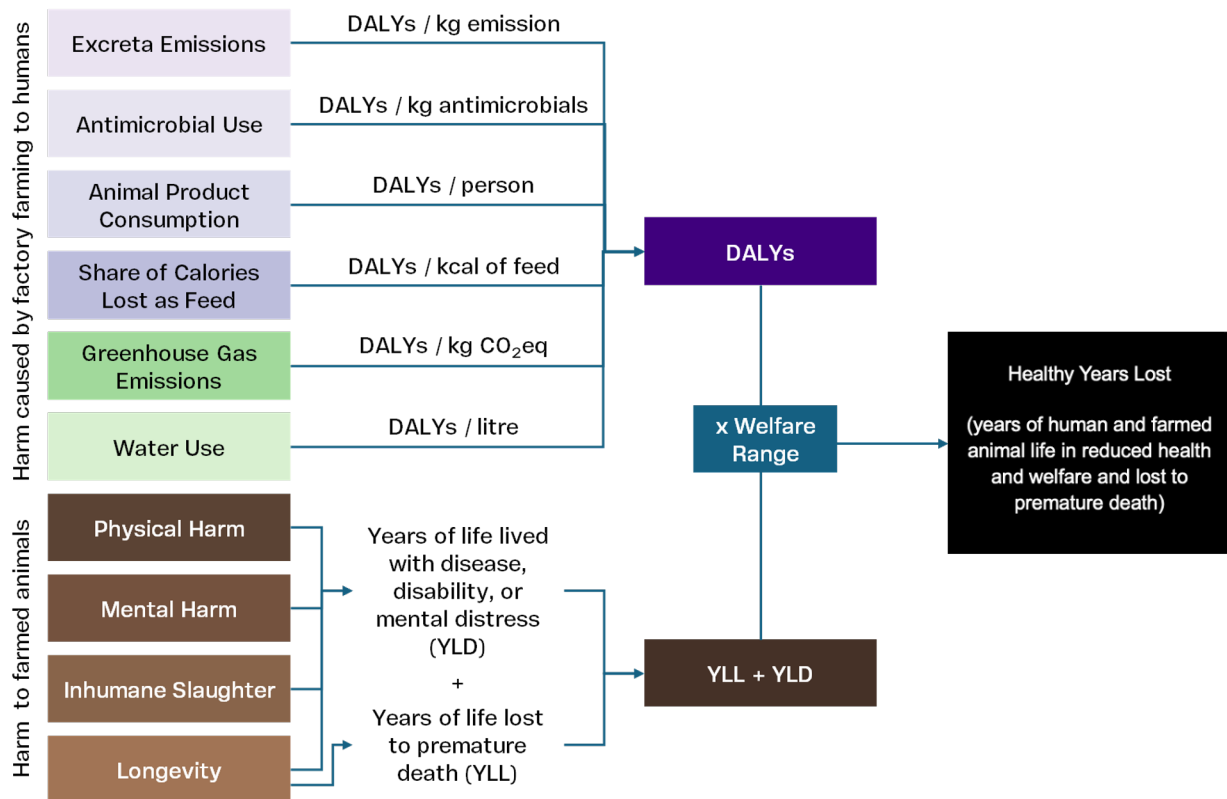 Harm caused by factory farming to humans
Excreta Emissions
DALYs / kg emission
Antimicrobial Use
DALYs / kg antimicrobials
Animal Product
Consumption
DALYs / person
Share of Calories
Lost as Feed
DALYs / kcal of feed
Greenhouse Gas
Emissions
DALYs / kg CO₂eq
Water Use
DALYs / litre
DALYs
x Welfare
Range
Healthy Years Lost
(years of human and farmed
animal life in reduced health
and welfare and lost to
premature death)
Harm to farmed animals
Physical Harm
Mental Harm
Inhumane Slaughter
Longevity
Years of life lived
with disease,
disability, or
mental distress
(YLD)
+
Years of life lost
to premature
death (YLL)
YLL + YLD